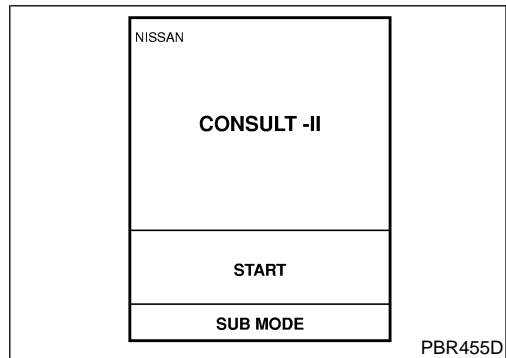 NISSAN
CONSULT -II
START
SUB MODE
PBR455D